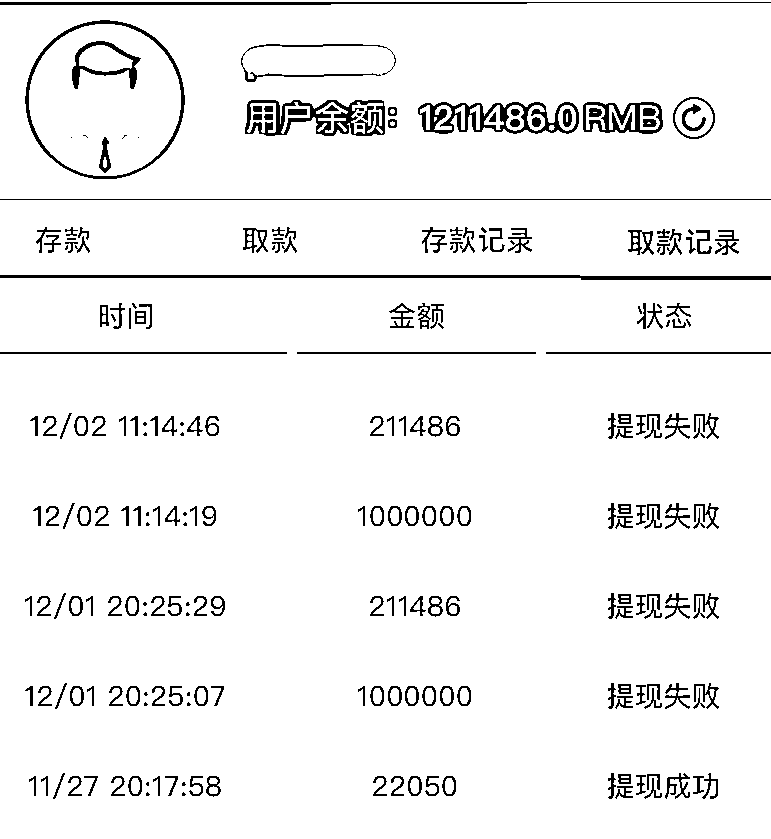 用户余额：1211486.0 RMB
存款 取款 存款记录 取款记录
时间 金额 状态
12/02 11:14:46 211486 提现失败
12/02 11:14:19 1000000 提现失败
12/01 20:25:29 211486 提现失败
12/01 20:25:07 1000000 提现失败
11/27 20:17:58 22050 提现成功